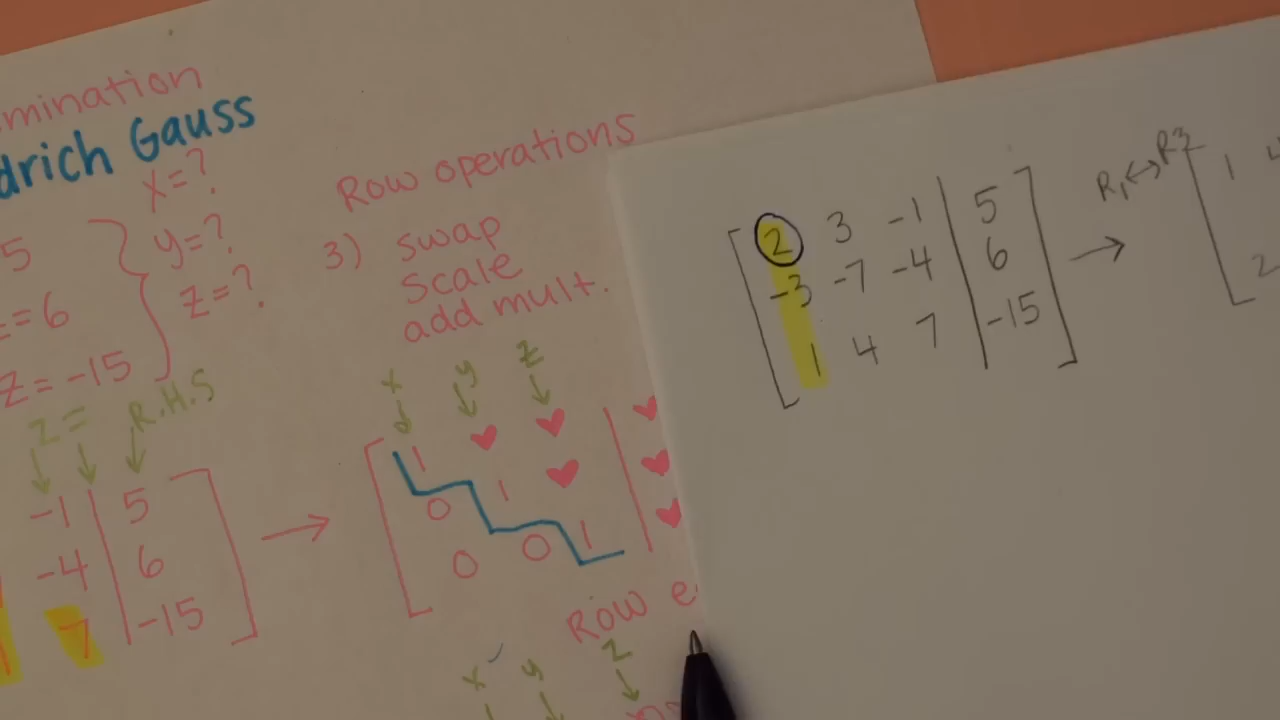 mination
drich Gauss
5
= 6
z = -15
x = ?
y = ?
z = ?
Row operations
3) swap
scale
add mult.
z = R.H.S
-1 5
-4 6
7 -15
x y z
1 ♥ ♥ ♥
0 1 ♥ ♥
0 0 1 ♥
Row e
x y z
2 3 -1 5
-3 -7 -4 6
1 4 7 -15
R1 ↔ R3
1 4
2